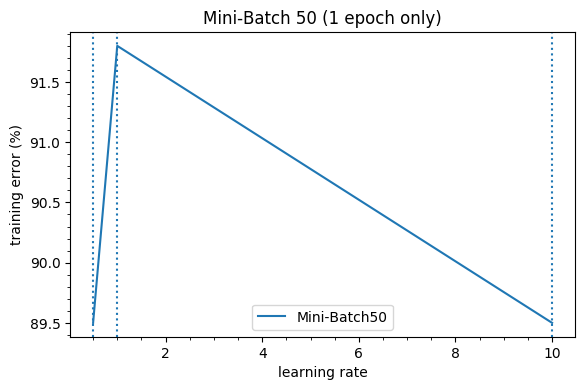 Mini-Batch 50 (1 epoch only)
training error (%)
91.5
91.0
90.5
90.0
89.5
Mini-Batch50
2
4
6
8
10
learning rate